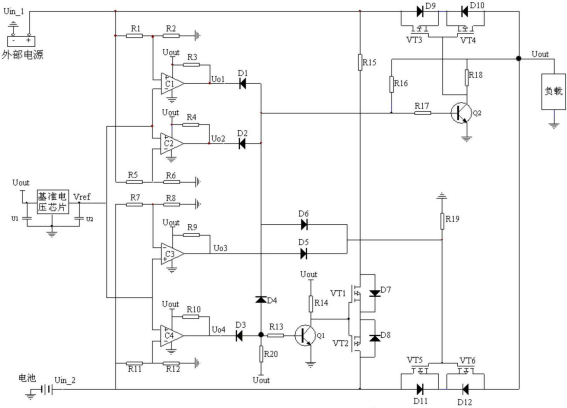 Uin_1
外部电源
R1
R2
Uout
R3
C1
Uo1
D1
Uout
R4
C2
Uo2
D2
R5
R6
Uout
基准电
压芯片
Vref
R7
R8
Uout
R9
C3
Uo3
D6
D5
Uout
R10
C4
Uo4
D3
D4
R13
R20
Uout
R11
R12
Uout
R14
Q1
VT1
D7
VT2
D8
R15
D9
D10
VT3
VT4
R16
R18
R17
Q2
Uout
负载
R19
VT5
VT6
D11
D12
电池
Uin_2